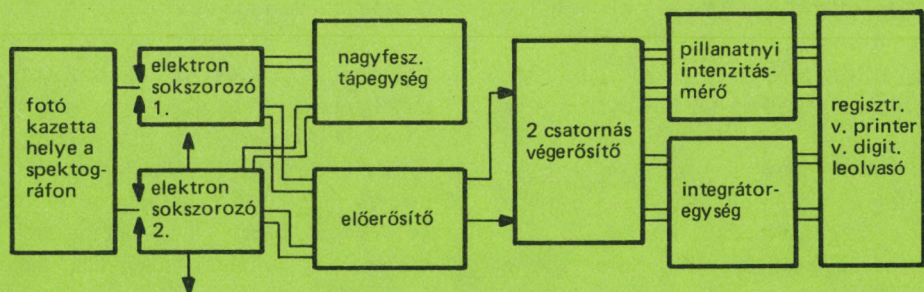 fotó
kazetta
helye a
spektog-
ráfon
elektron
sokszorozó
1.
elektron
sokszorozó
2.
nagyfesz.
tápegység
előerősítő
2 csatornás
végerősítő
pillanatnyi
intenzitás-
mérő
integrátor-
egység
regisztr.
v. printer
v. digit.
leolvasó